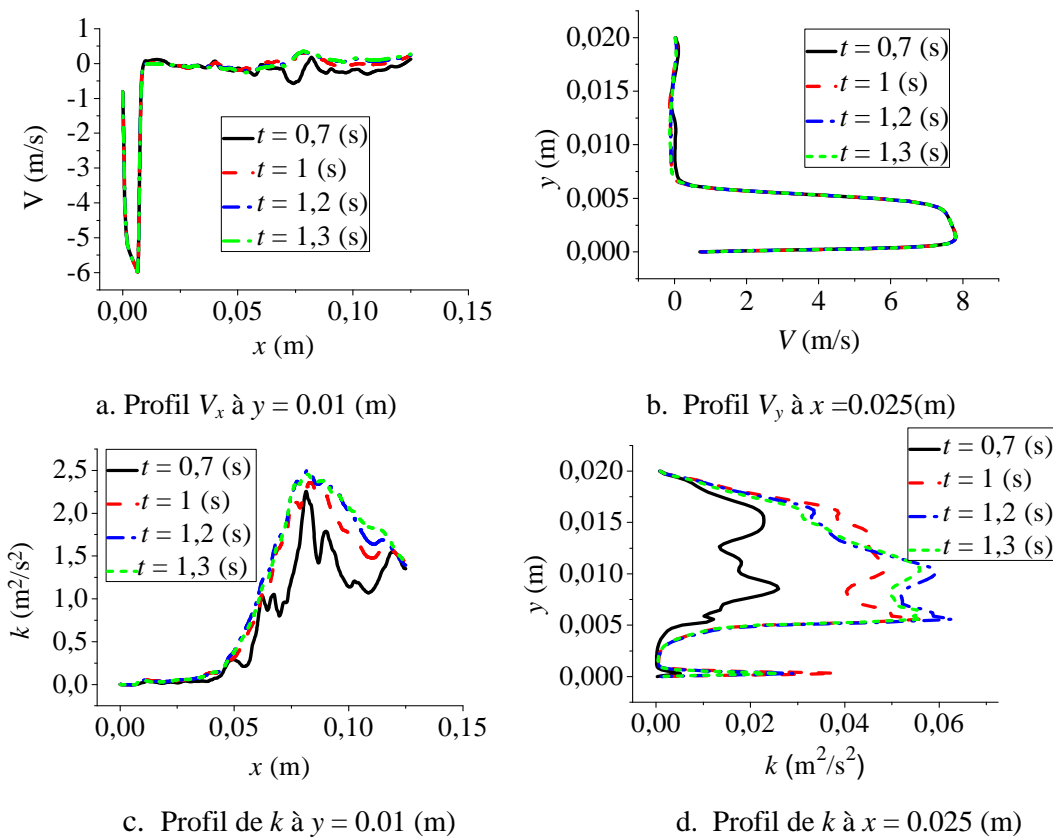 1
0
-1
-2
-3
-4
-5
-6
V (m/s)
t = 0,7 (s)
t = 1 (s)
t = 1,2 (s)
t = 1,3 (s)
0,00 0,05 0,10 0,15
x (m)
a. Profil Vx à y = 0.01 (m)
0,020
0,015
0,010
0,005
0,000
y (m)
t = 0,7 (s)
t = 1 (s)
t = 1,2 (s)
t = 1,3 (s)
0 2 4 6 8
V (m/s)
b. Profil Vy à x =0.025(m)
2,5
2,0
1,5
1,0
0,5
0,0
k (m²/s²)
t = 0,7 (s)
t = 1 (s)
t = 1,2 (s)
t = 1,3 (s)
0,00 0,05 0,10 0,15
x (m)
c. Profil de k à y = 0.01 (m)
0,020
0,015
0,010
0,005
0,000
y (m)
t = 0,7 (s)
t = 1 (s)
t = 1,2 (s)
t = 1,3 (s)
0,00 0,02 0,04 0,06
k (m²/s²)
d. Profil de k à x = 0.025 (m)